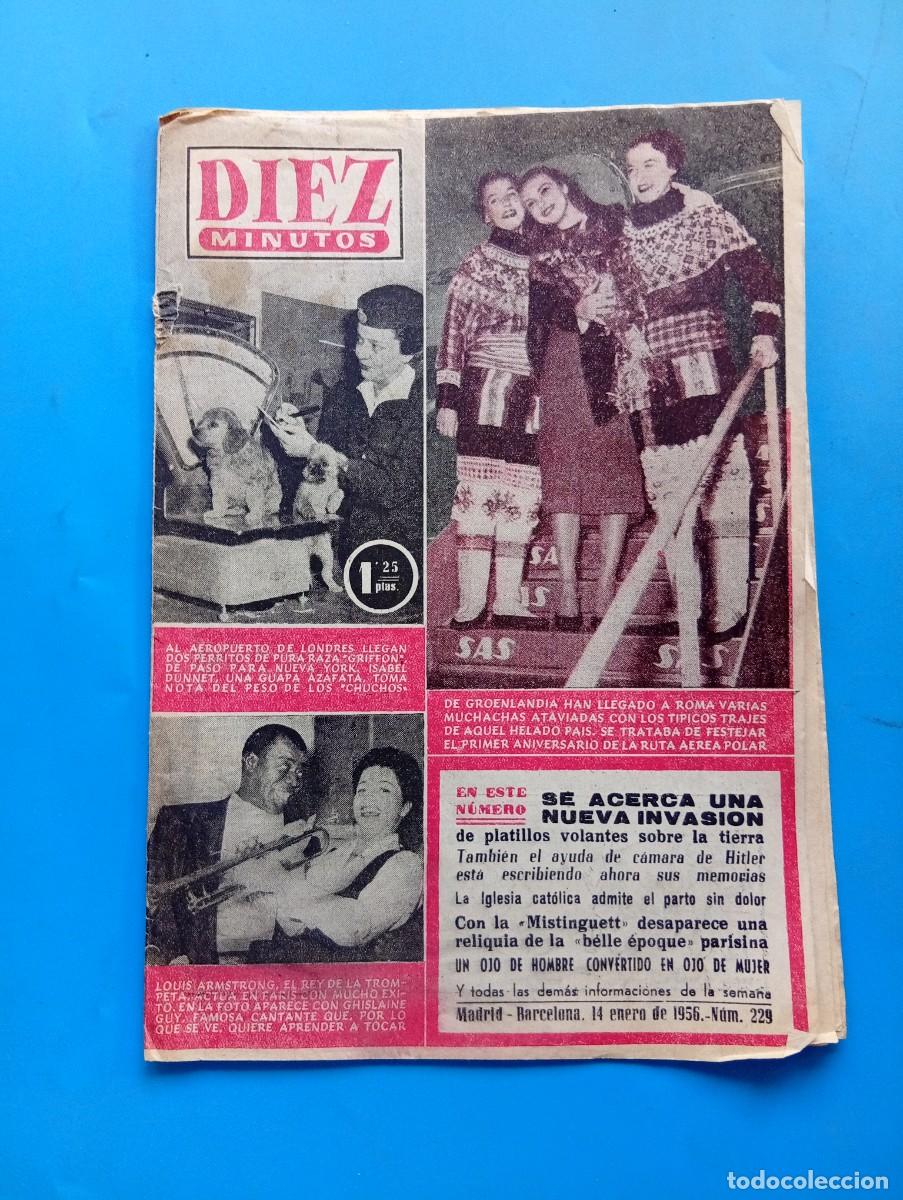 DIEZ
MINUTOS
1'25
ptas.
AL AEROPUERTO DE LONDRES LLEGAN
DOS PERRITOS DE PURA RAZA "GRIFFON"
DE PASO PARA NUEVA YORK. ISABEL
DUNNET, UNA GUAPA AZAFATA, TOMA
NOTA DEL PESO DE LOS "CHUCHOS"
SAS
SAS
SAS
SAS
DE GROENLANDIA HAN LLEGADO A ROMA VARIAS
MUCHACHAS ATAVIADAS CON LOS TIPICOS TRAJES
DE AQUEL HELADO PAIS. SE TRATABA DE FESTEJAR
EL PRIMER ANIVERSARIO DE LA RUTA AEREA POLAR
LOUIS ARMSTRONG, EL REY DE LA TROM-
PETA, ACTUA EN PARIS CON MUCHO EXI-
TO. EN LA FOTO APARECE CON GHISLAINE
GUY, FAMOSA CANTANTE QUE, POR LO
QUE SE VE, QUIERE APRENDER A TOCAR
EN ESTE
NÚMERO
SE ACERCA UNA
NUEVA INVASION
de platillos volantes sobre la tierra
También el ayuda de cámara de Hitler
está escribiendo ahora sus memorias
La Iglesia católica admite el parto sin dolor
Con la «Mistinguett» desaparece una
reliquia de la «bélle époque» parisina
UN OJO DE HOMBRE CONVERTIDO EN OJO DE MUJER
Y todas las demás informaciones de la semana
Madrid - Barcelona, 14 enero de 1956.-Núm. 229
todocoleccion